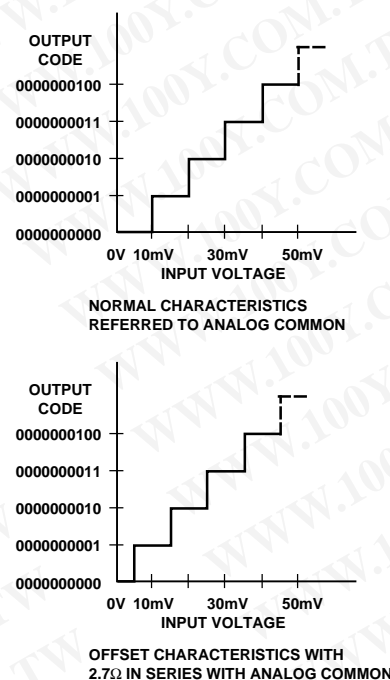 OUTPUT
CODE
0000000100
0000000011
0000000010
0000000001
0000000000
0V 10mV 30mV 50mV
INPUT VOLTAGE
NORMAL CHARACTERISTICS
REFERRED TO ANALOG COMMON
OUTPUT
CODE
0000000100
0000000011
0000000010
0000000001
0000000000
0V 10mV 30mV 50mV
INPUT VOLTAGE
OFFSET CHARACTERISTICS WITH
2.7Ω IN SERIES WITH ANALOG COMMON